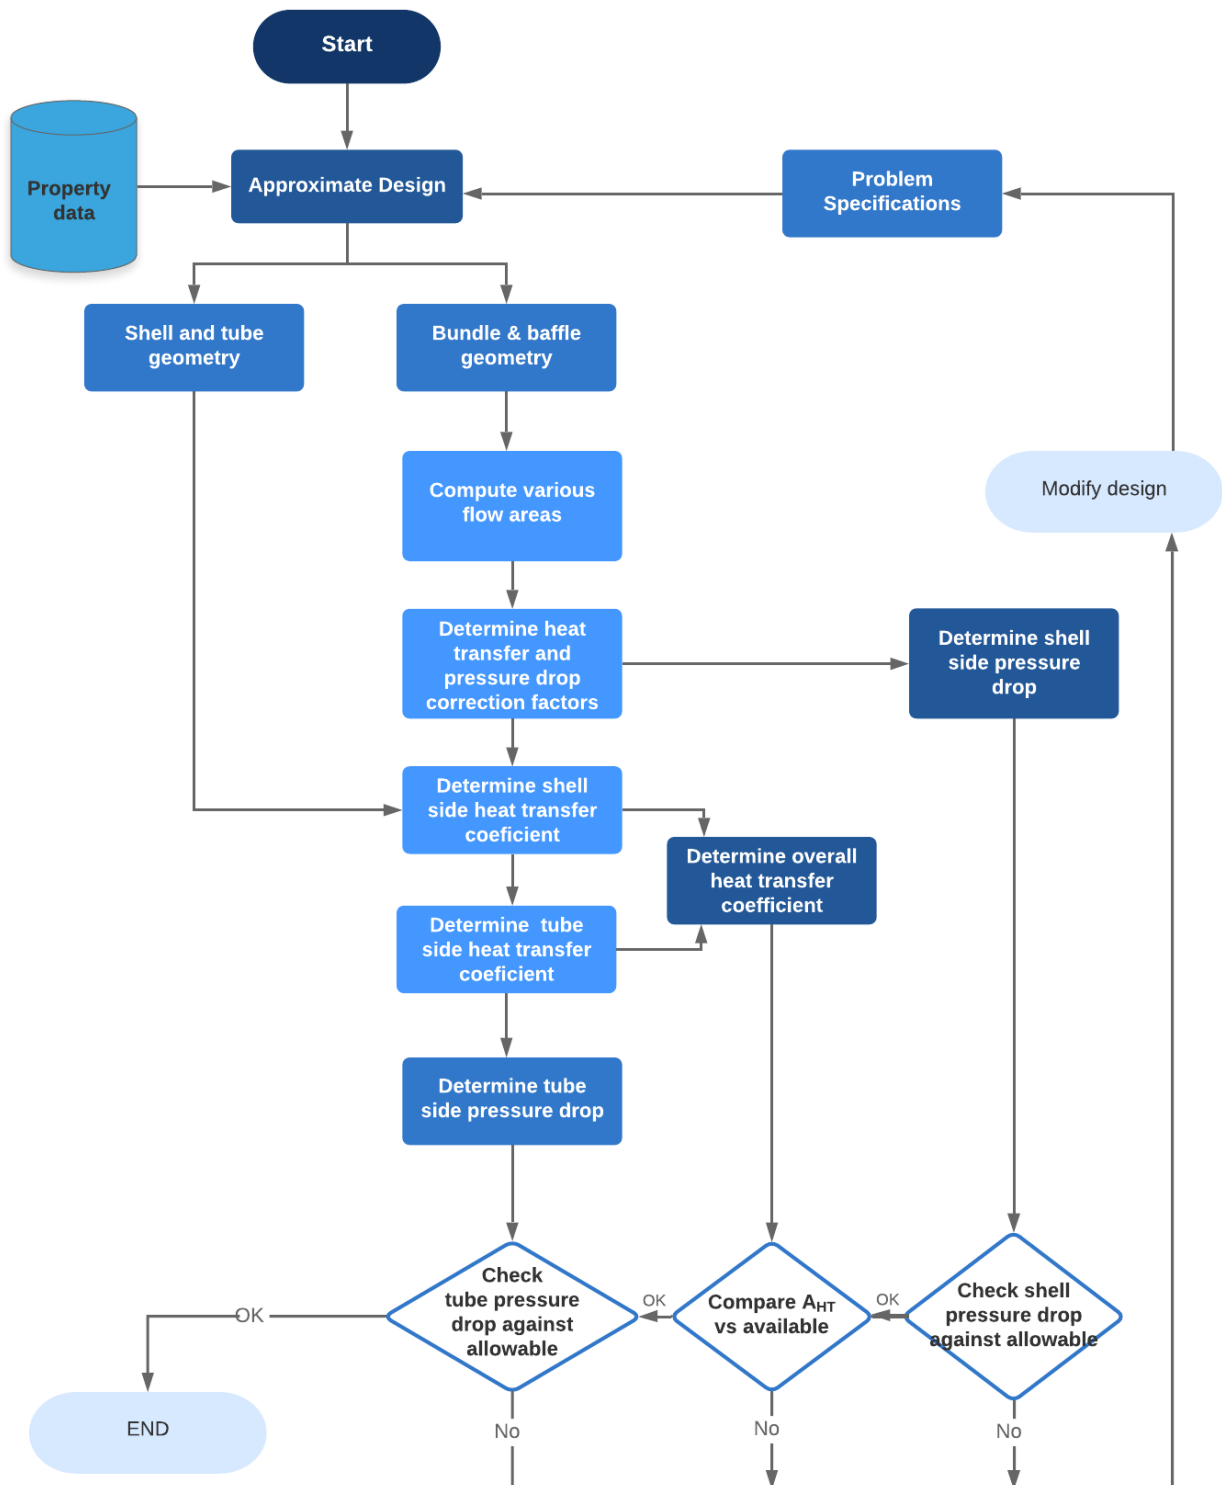 Start
Property
data
Approximate Design
Problem
Specifications
Shell and tube
geometry
Bundle & baffle
geometry
Compute various
flow areas
Modify design
Determine heat
transfer and
pressure drop
correction factors
Determine shell
side pressure
drop
Determine shell
side heat transfer
coeficient
Determine overall
heat transfer
coefficient
Determine tube
side heat transfer
coeficient
Determine tube
side pressure drop
Check
tube pressure
drop against
allowable
OK
Compare AHT
vs available
OK
Check shell
pressure drop
against allowable
OK
END
No
No
No